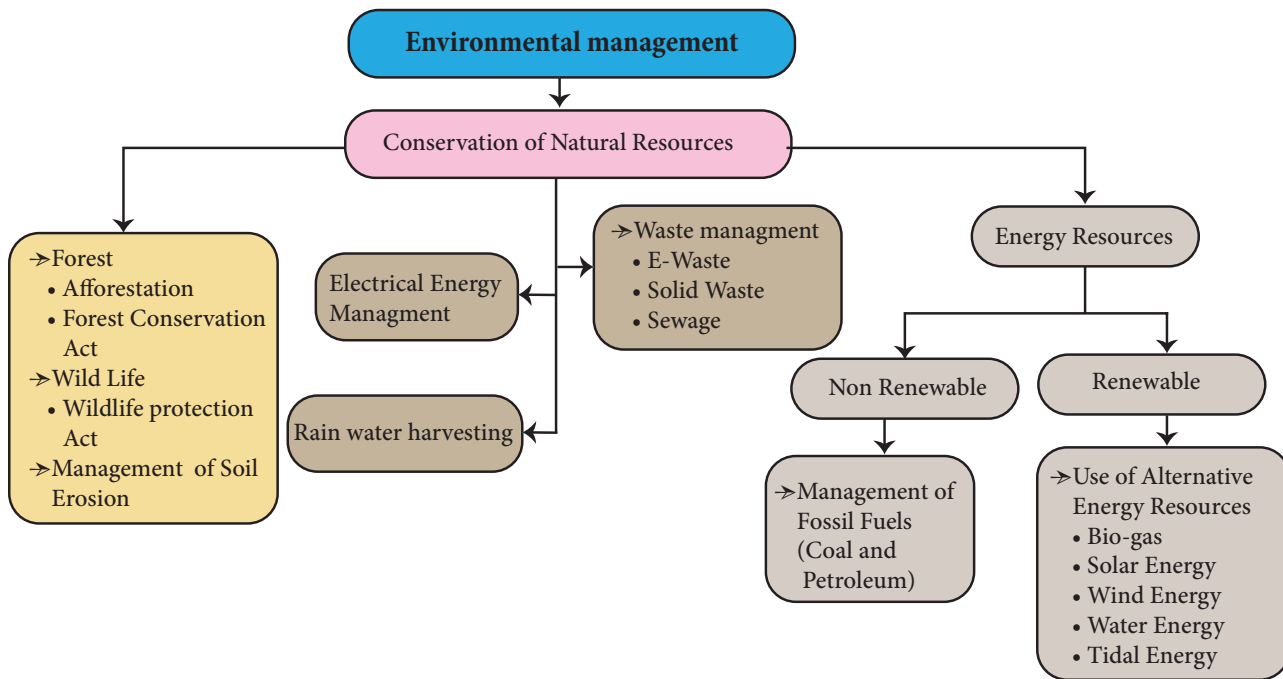 Environmental management
Conservation of Natural Resources
→Forest
• Afforestation
• Forest Conservation
Act
→Wild Life
• Wildlife protection
Act
→Management of Soil
Erosion
Electrical Energy
Managment
Rain water harvesting
→Waste managment
• E-Waste
• Solid Waste
• Sewage
Energy Resources
Non Renewable
→Management of
Fossil Fuels
(Coal and
Petroleum)
Renewable
→Use of Alternative
Energy Resources
• Bio-gas
• Solar Energy
• Wind Energy
• Water Energy
• Tidal Energy